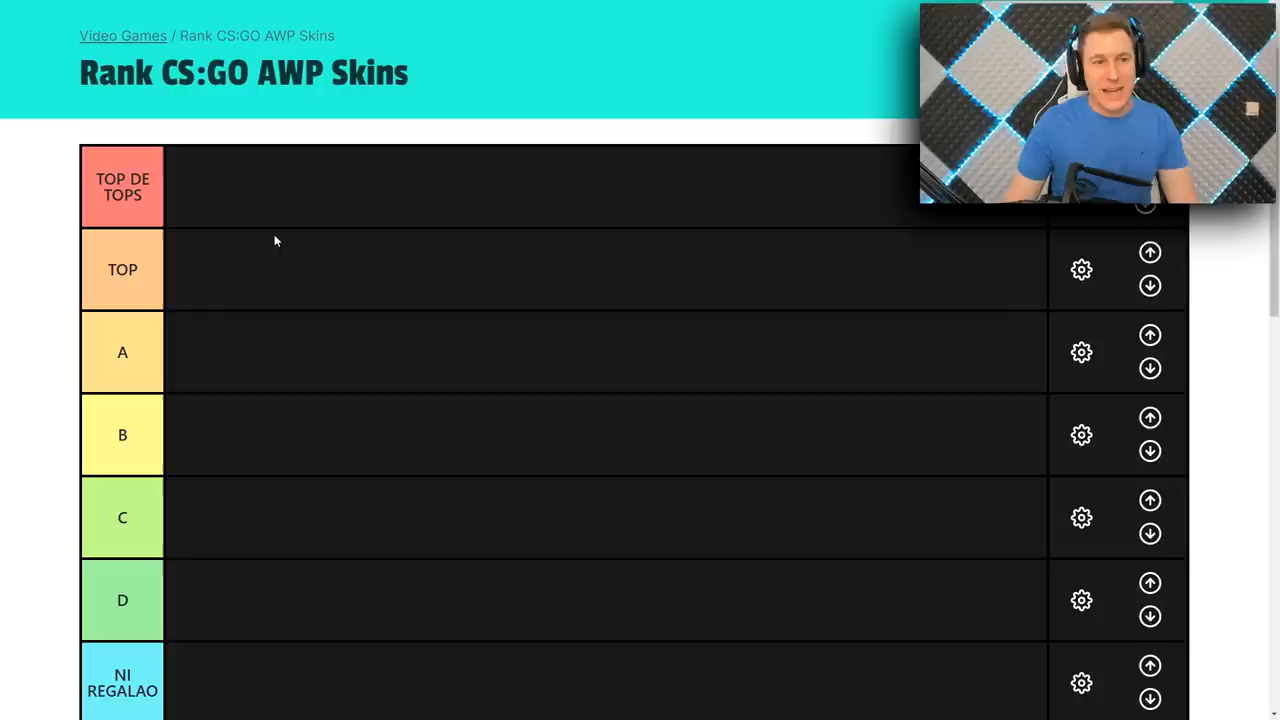 Video Games / Rank CS:GO AWP Skins
Rank CS:GO AWP Skins
TOP DE
TOPS
TOP
A
B
C
D
NI
REGALAO